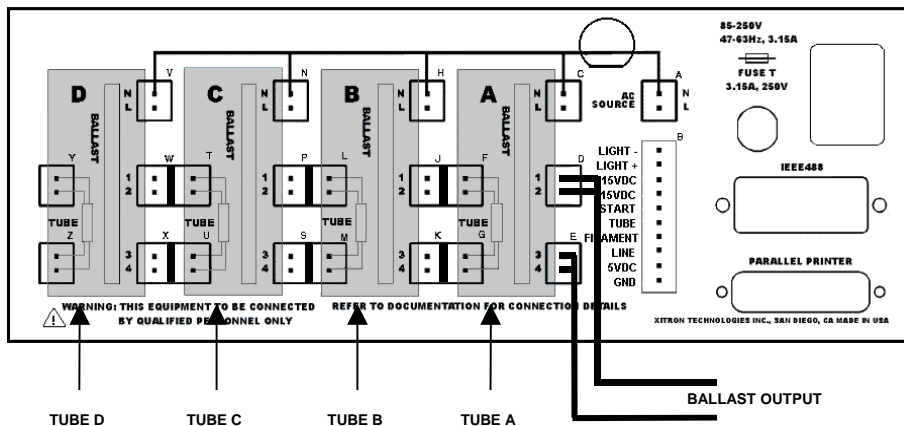 85-250V
47-63Hz, 3.15A
FUSE T
3.15A, 250V
D
BALLAST
N
L
V
C
BALLAST
N
L
N
B
BALLAST
N
L
H
A
BALLAST
N
L
C
AC
SOURCE
A
N
L
B
LIGHT -
LIGHT +
15VDC
15VDC
START
TUBE
FILAMENT
LINE
5VDC
GND
IEEE488
PARALLEL PRINTER
Y
W
T
P
L
J
F
D
1
2
1
2
1
2
1
2
TUBE
TUBE
TUBE
TUBE
Z
X
U
S
M
K
G
E
3
4
3
4
3
4
3
4
WARNING: THIS EQUIPMENT TO BE CONNECTED
BY QUALIFIED PERSONNEL ONLY
REFER TO DOCUMENTATION FOR CONNECTION DETAILS
XITRON TECHNOLOGIES INC., SAN DIEGO, CA MADE IN USA
TUBE D
TUBE C
TUBE B
TUBE A
BALLAST OUTPUT